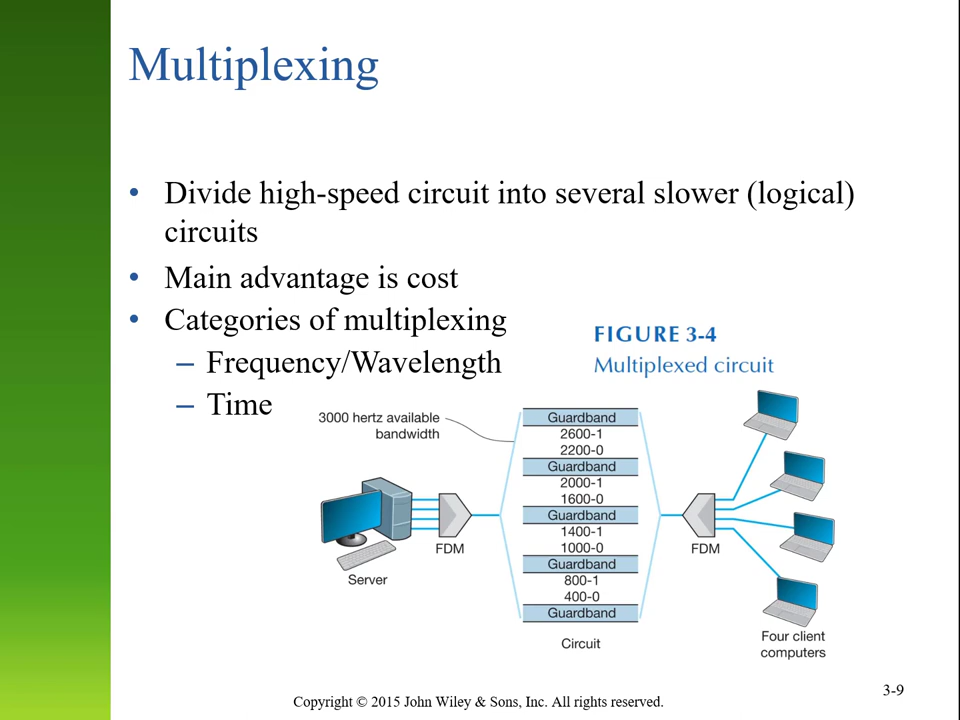 Multiplexing
• Divide high-speed circuit into several slower (logical)
circuits
• Main advantage is cost
• Categories of multiplexing
– Frequency/Wavelength
– Time
FIGURE 3-4
Multiplexed circuit
3000 hertz available
bandwidth
Guardband
2600-1
2200-0
Guardband
2000-1
1600-0
Guardband
1400-1
1000-0
Guardband
800-1
400-0
Guardband
Circuit
FDM
Server
FDM
Four client
computers
3-9
Copyright © 2015 John Wiley & Sons, Inc. All rights reserved.